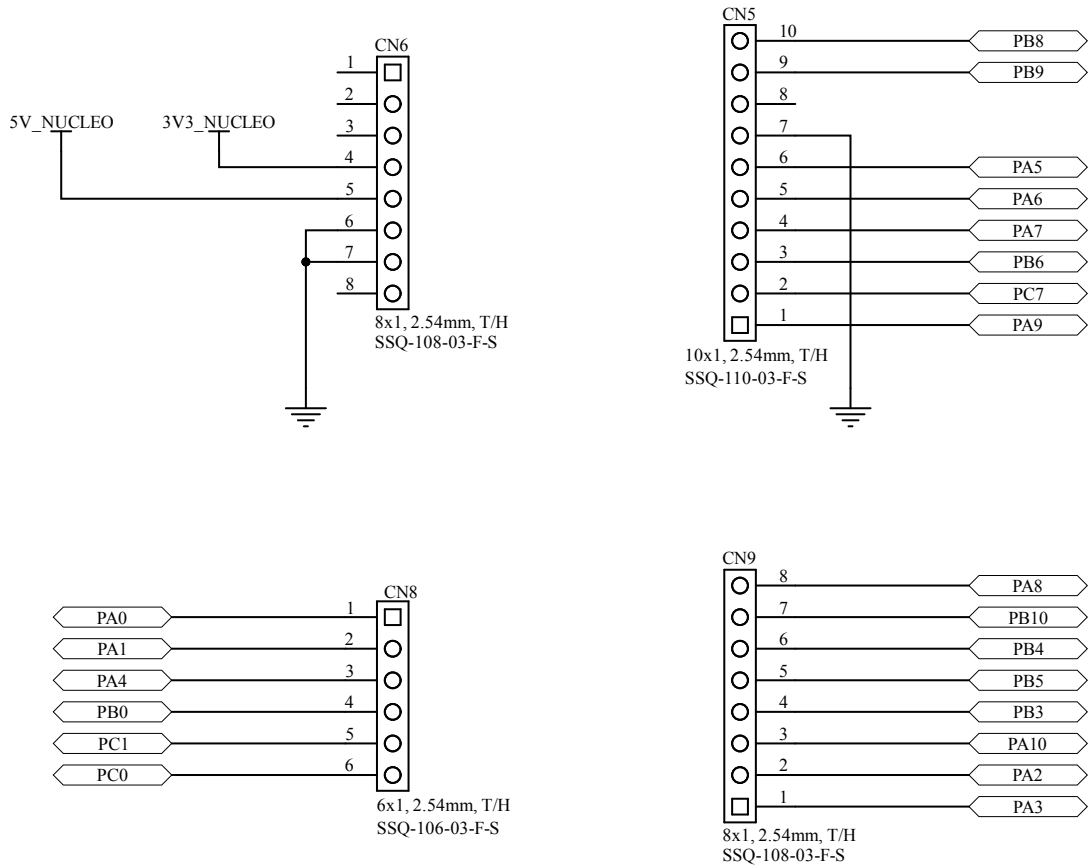 CN6
1
2
3
4
5
6
7
8
5V_NUCLEO
3V3_NUCLEO
8x1, 2.54mm, T/H
SSQ-108-03-F-S
CN5
10
PB8
9
PB9
8
7
6
PA5
5
PA6
4
PA7
3
PB6
2
PC7
1
PA9
10x1, 2.54mm, T/H
SSQ-110-03-F-S
CN8
PA0
1
PA1
2
PA4
3
PB0
4
PC1
5
PC0
6
6x1, 2.54mm, T/H
SSQ-106-03-F-S
CN9
8
PA8
7
PB10
6
PB4
5
PB5
4
PB3
3
PA10
2
PA2
1
PA3
8x1, 2.54mm, T/H
SSQ-108-03-F-S